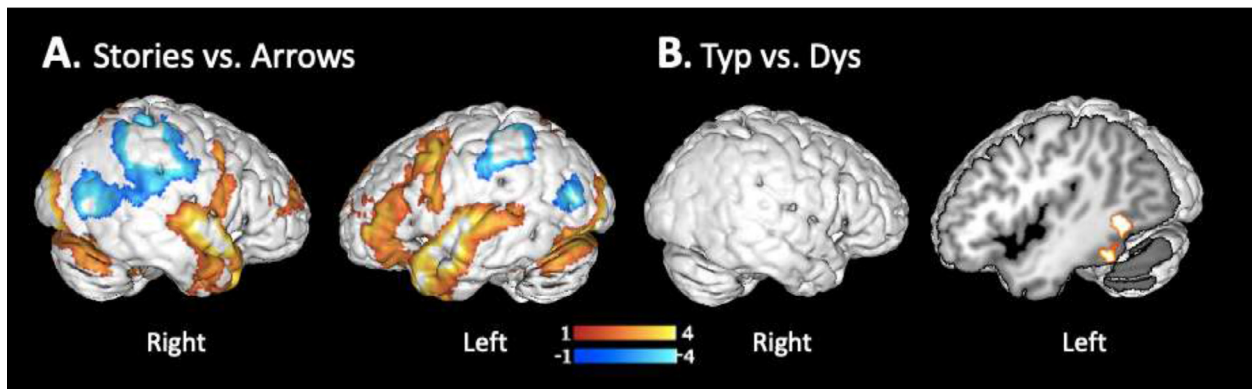 A. Stories vs. Arrows
B. Typ vs. Dys
Right
Left
1 4
-1 -4
Right
Left